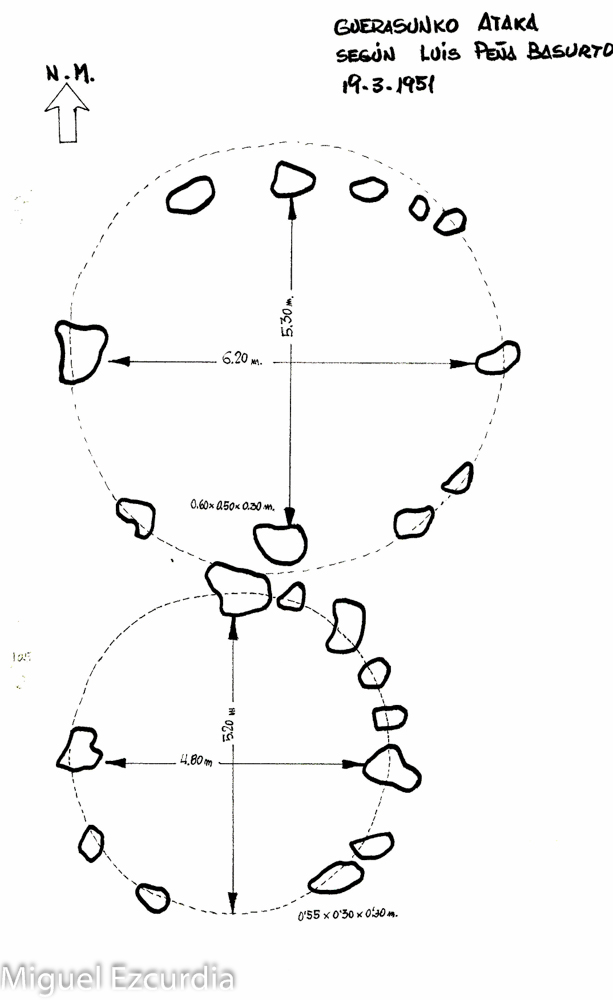 GUERASUNKO ATAKA
SEGÚN LUIS PEÑA BASURTO
19-3-1951
N.M.
5.30 m.
6.20 m.
0.60 x 0.50 x 0.30 m.
5.20 m
4.80 m
0'55 x 0'30 x 0'30 m.
Miguel Ezcurdia